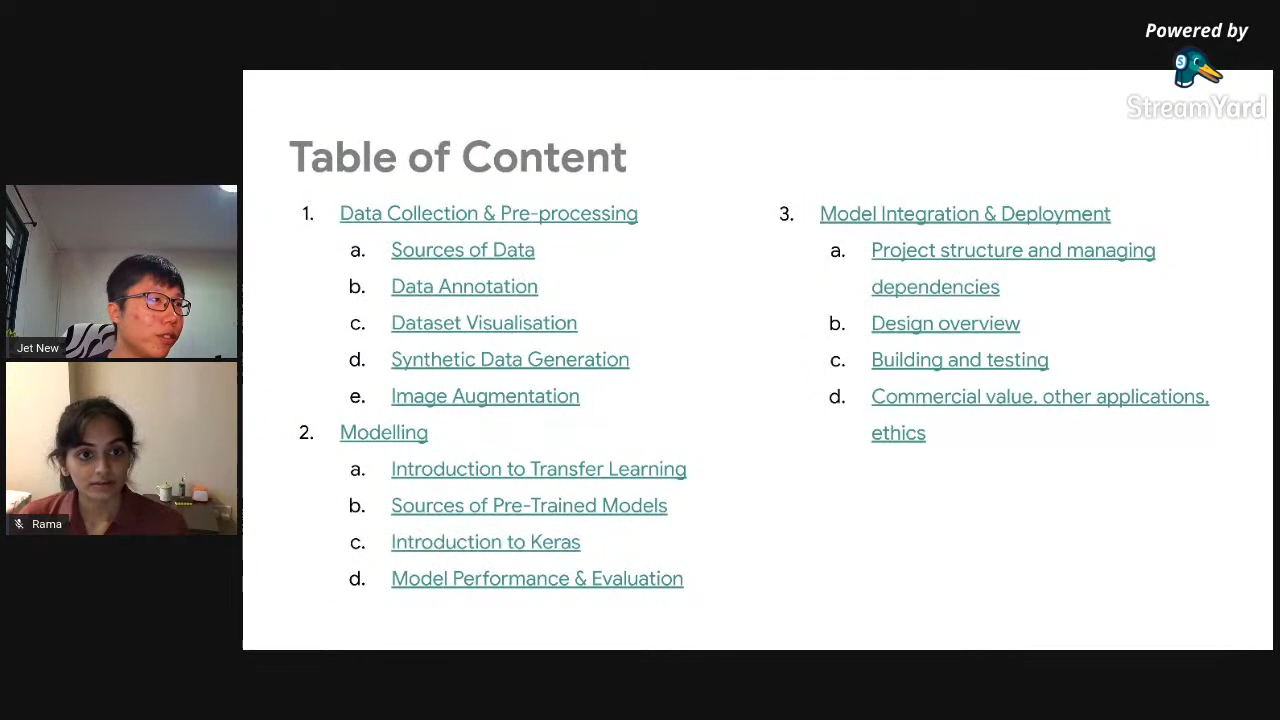 Powered by
StreamYard
Table of Content
1. Data Collection & Pre-processing
a. Sources of Data
b. Data Annotation
c. Dataset Visualisation
d. Synthetic Data Generation
e. Image Augmentation
2. Modelling
a. Introduction to Transfer Learning
b. Sources of Pre-Trained Models
c. Introduction to Keras
d. Model Performance & Evaluation
3. Model Integration & Deployment
a. Project structure and managing
dependencies
b. Design overview
c. Building and testing
d. Commercial value, other applications,
ethics
Jet New
Rama